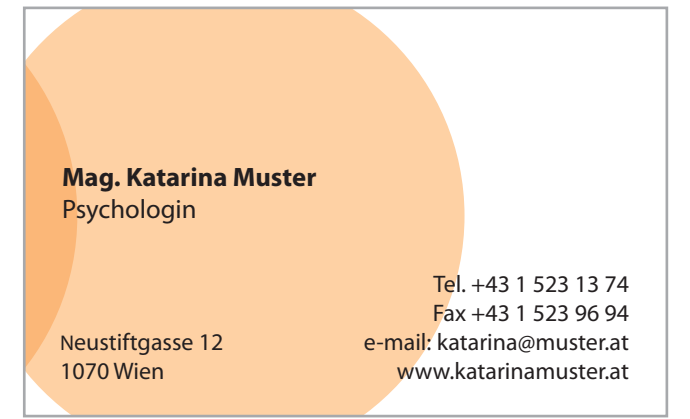 Mag. Katarina Muster
Psychologin
Neustiftgasse 12
1070 Wien
Tel. +43 1 523 13 74
Fax +43 1 523 96 94
e-mail: katarina@muster.at
www.katarinamuster.at